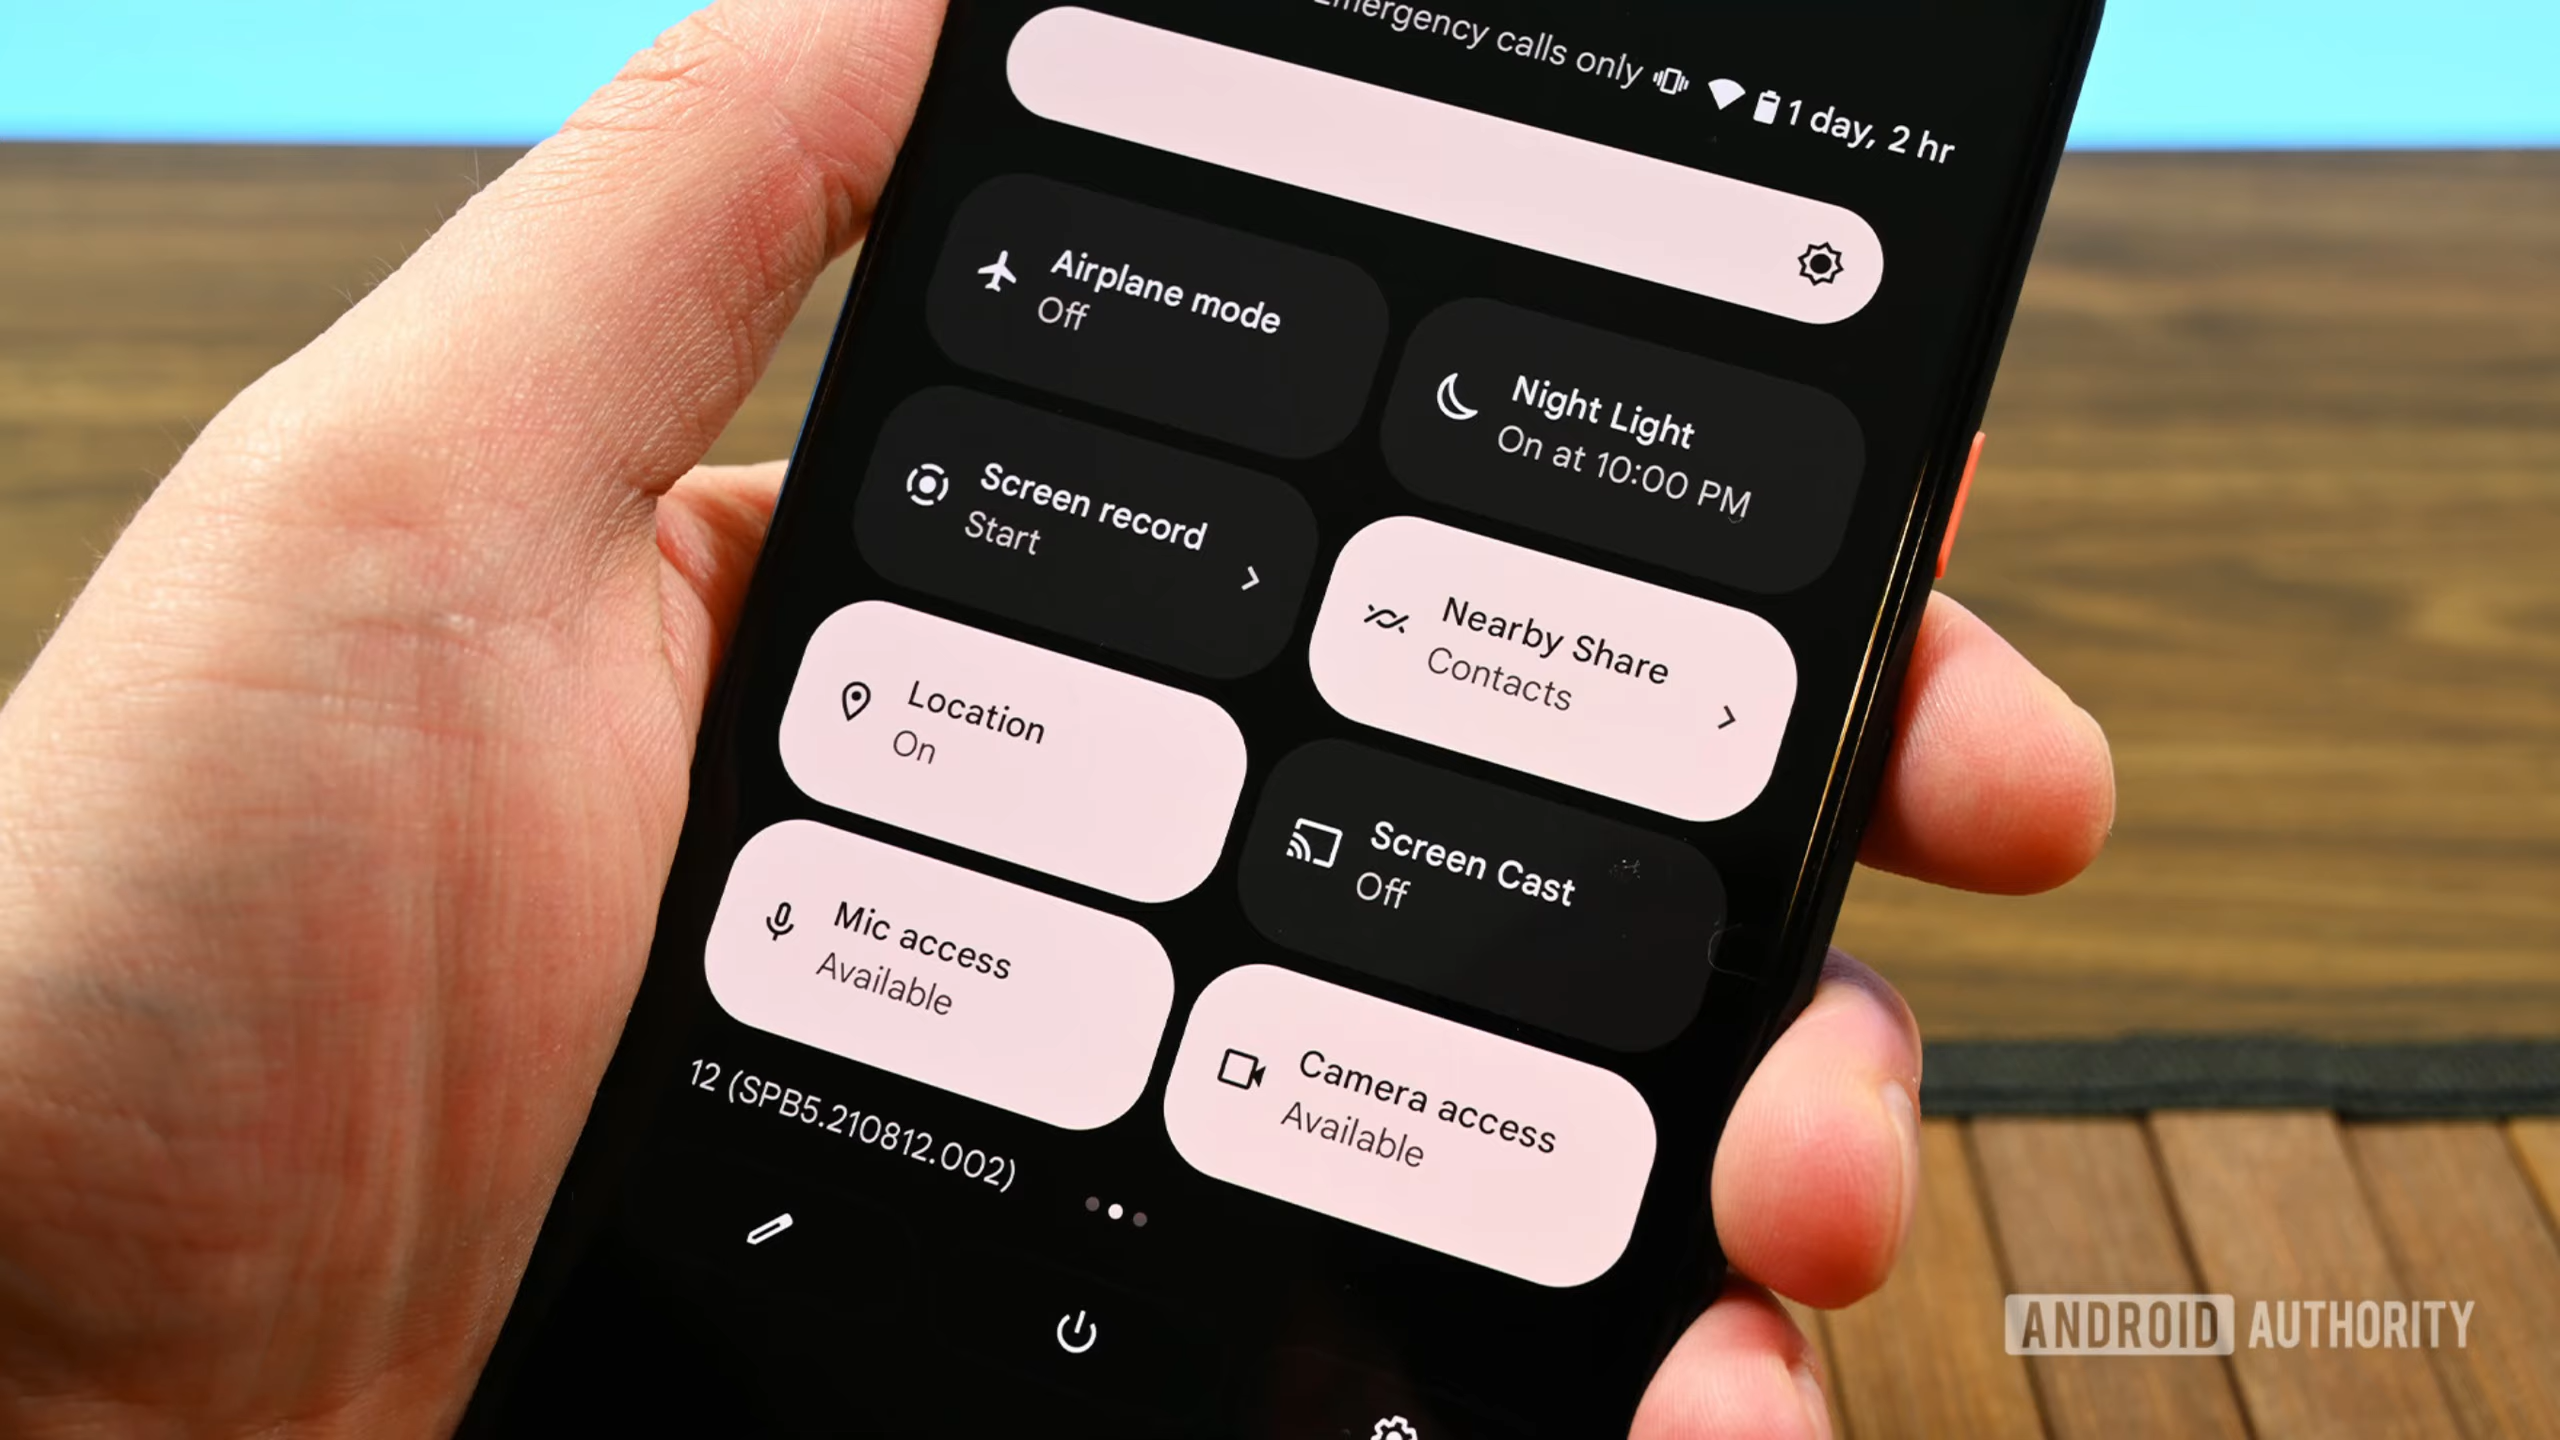 Emergency calls only 1 day, 2 hr
Airplane mode
Off
Night Light
On at 10:00 PM
Screen record
Start
Nearby Share
Contacts
Location
On
Screen Cast
Off
Mic access
Available
Camera access
Available
12 (SPB5.210812.002)
ANDROID AUTHORITY